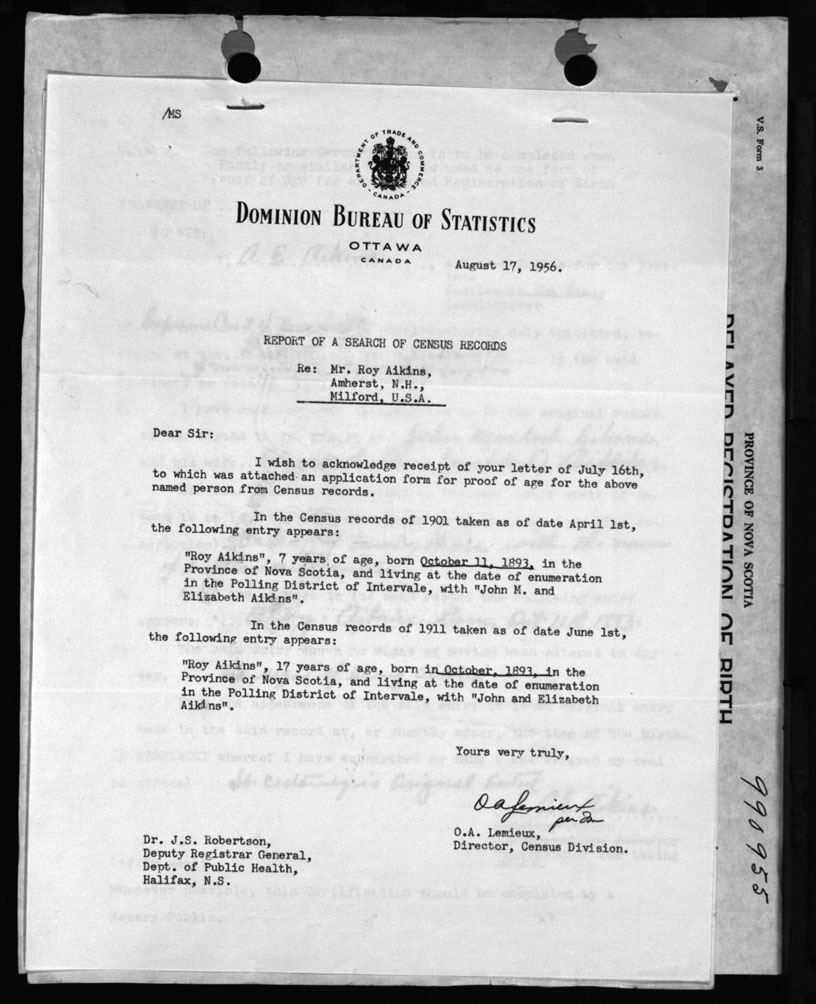 /MS
DEPARTMENT OF TRADE AND COMMERCE
CANADA
DOMINION BUREAU OF STATISTICS
OTTAWA
CANADA
August 17, 1956.
REPORT OF A SEARCH OF CENSUS RECORDS
Re: Mr. Roy Aikins,
Amherst, N.H.,
Milford, U.S.A.
Dear Sir:
I wish to acknowledge receipt of your letter of July 16th,
to which was attached an application form for proof of age for the above
named person from Census records.
In the Census records of 1901 taken as of date April 1st,
the following entry appears:
"Roy Aikins", 7 years of age, born October 11, 1893, in the
Province of Nova Scotia, and living at the date of enumeration
in the Polling District of Intervale, with "John M. and
Elizabeth Aikins".
In the Census records of 1911 taken as of date June 1st,
the following entry appears:
"Roy Aikins", 17 years of age, born in October, 1893, in the
Province of Nova Scotia, and living at the date of enumeration
in the Polling District of Intervale, with "John and Elizabeth
Aikins".
Yours very truly,
OALemieux
per
O.A. Lemieux,
Director, Census Division.
Dr. J.S. Robertson,
Deputy Registrar General,
Dept. of Public Health,
Halifax, N.S.
V.S. Form 3
PROVINCE OF NOVA SCOTIA
DELAYED REGISTRATION OF BIRTH
990955